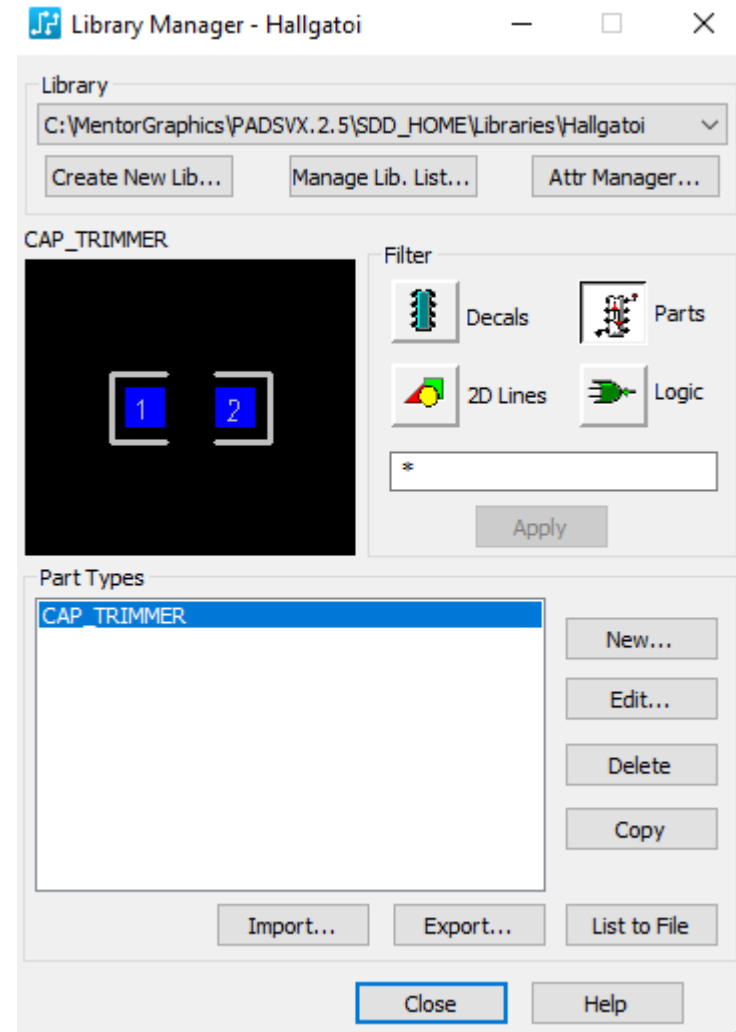 Library Manager - Hallgatoi
Library
C:\MentorGraphics\PADSVX.2.5\SDD_HOME\Libraries\Hallgatoi
Create New Lib...
Manage Lib. List...
Attr Manager...
CAP_TRIMMER
1 2
Filter
Decals
Parts
2D Lines
Logic
*
Apply
Part Types
CAP_TRIMMER
New...
Edit...
Delete
Copy
Import...
Export...
List to File
Close
Help